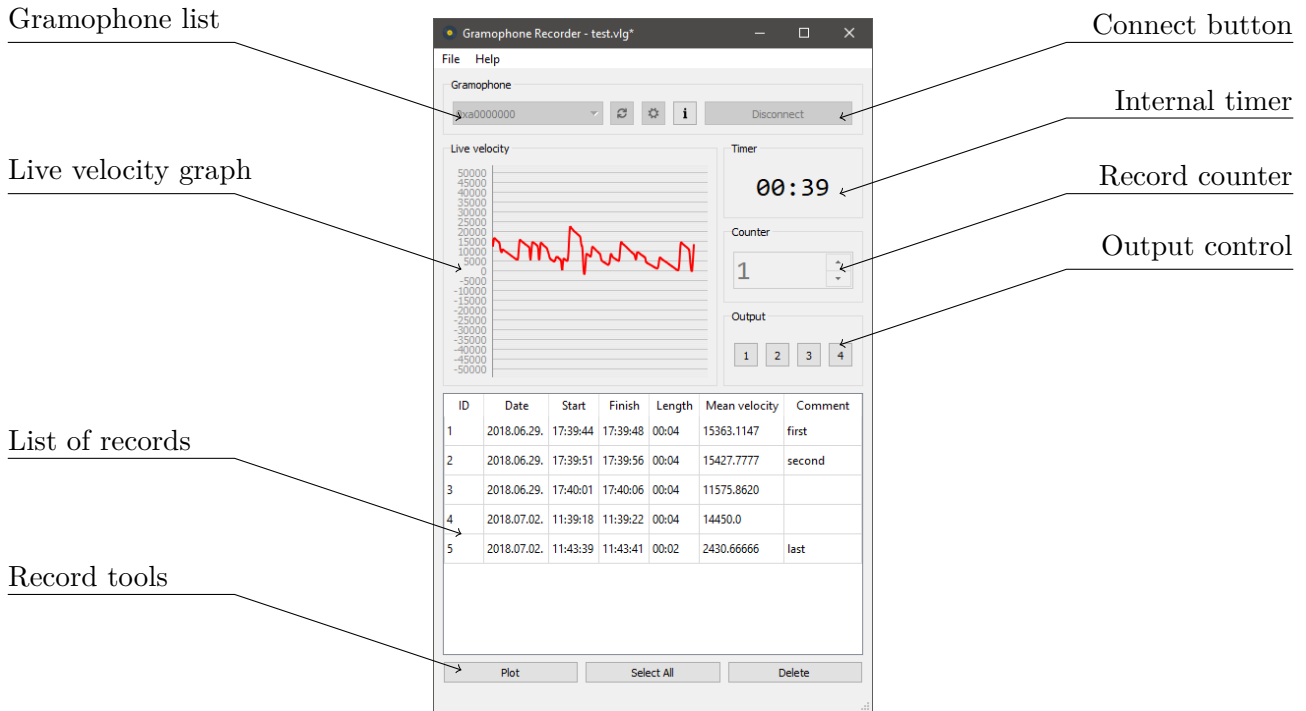 Gramophone list
Live velocity graph
List of records
Record tools
Connect button
Internal timer
Record counter
Output control
Gramophone Recorder - test.vlg*
File Help
Gramophone
0xa0000000 i Disconnect
Live velocity
50000
45000
40000
35000
30000
25000
20000
15000
10000
5000
0
-5000
-10000
-15000
-20000
-25000
-30000
-35000
-40000
-45000
-50000
Timer
00:39
Counter
1
Output
1 2 3 4
ID Date Start Finish Length Mean velocity Comment
1 2018.06.29. 17:39:44 17:39:48 00:04 15363.1147 first
2 2018.06.29. 17:39:51 17:39:56 00:04 15427.7777 second
3 2018.06.29. 17:40:01 17:40:06 00:04 11575.8620
4 2018.07.02. 11:39:18 11:39:22 00:04 14450.0
5 2018.07.02. 11:43:39 11:43:41 00:02 2430.66666 last
Plot Select All Delete